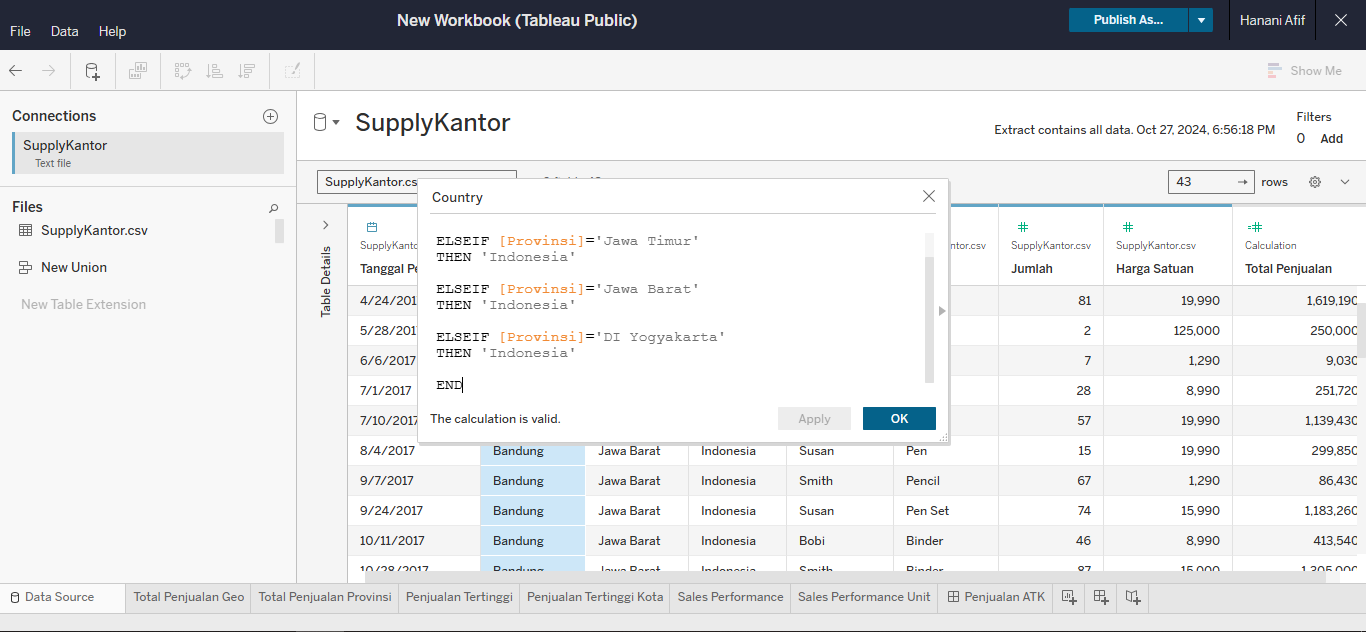 New Workbook (Tableau Public)
Publish As...
Hanani Afif
File Data Help
Show Me
Connections
SupplyKantor
Text file
Files
SupplyKantor.csv
New Union
New Table Extension
SupplyKantor
Extract contains all data. Oct 27, 2024, 6:56:18 PM
Filters
0 Add
SupplyKantor.cs
43 → rows
Table Details
SupplyKanto
Tanggal Pe
ntor.csv
SupplyKantor.csv
Jumlah
SupplyKantor.csv
Harga Satuan
Calculation
Total Penjualan
4/24/201 81 19,990 1,619,190
5/28/201 2 125,000 250,000
6/6/2017 7 1,290 9,030
7/1/2017 28 8,990 251,720
7/10/2017 57 19,990 1,139,430
8/4/2017 Bandung Jawa Barat Indonesia Susan Pen 15 19,990 299,850
9/7/2017 Bandung Jawa Barat Indonesia Smith Pencil 67 1,290 86,430
9/24/2017 Bandung Jawa Barat Indonesia Susan Pen Set 74 15,990 1,183,260
10/11/2017 Bandung Jawa Barat Indonesia Bobi Binder 46 8,990 413,540
10/28/2017 Bandung Jawa Barat Indonesia Smith Binder 87 15,000 1,305,000
Country
ELSEIF [Provinsi]='Jawa Timur'
THEN 'Indonesia'
ELSEIF [Provinsi]='Jawa Barat'
THEN 'Indonesia'
ELSEIF [Provinsi]='DI Yogyakarta'
THEN 'Indonesia'
END
The calculation is valid.
Apply
OK
Data Source
Total Penjualan Geo
Total Penjualan Provinsi
Penjualan Tertinggi
Penjualan Tertinggi Kota
Sales Performance
Sales Performance Unit
Penjualan ATK